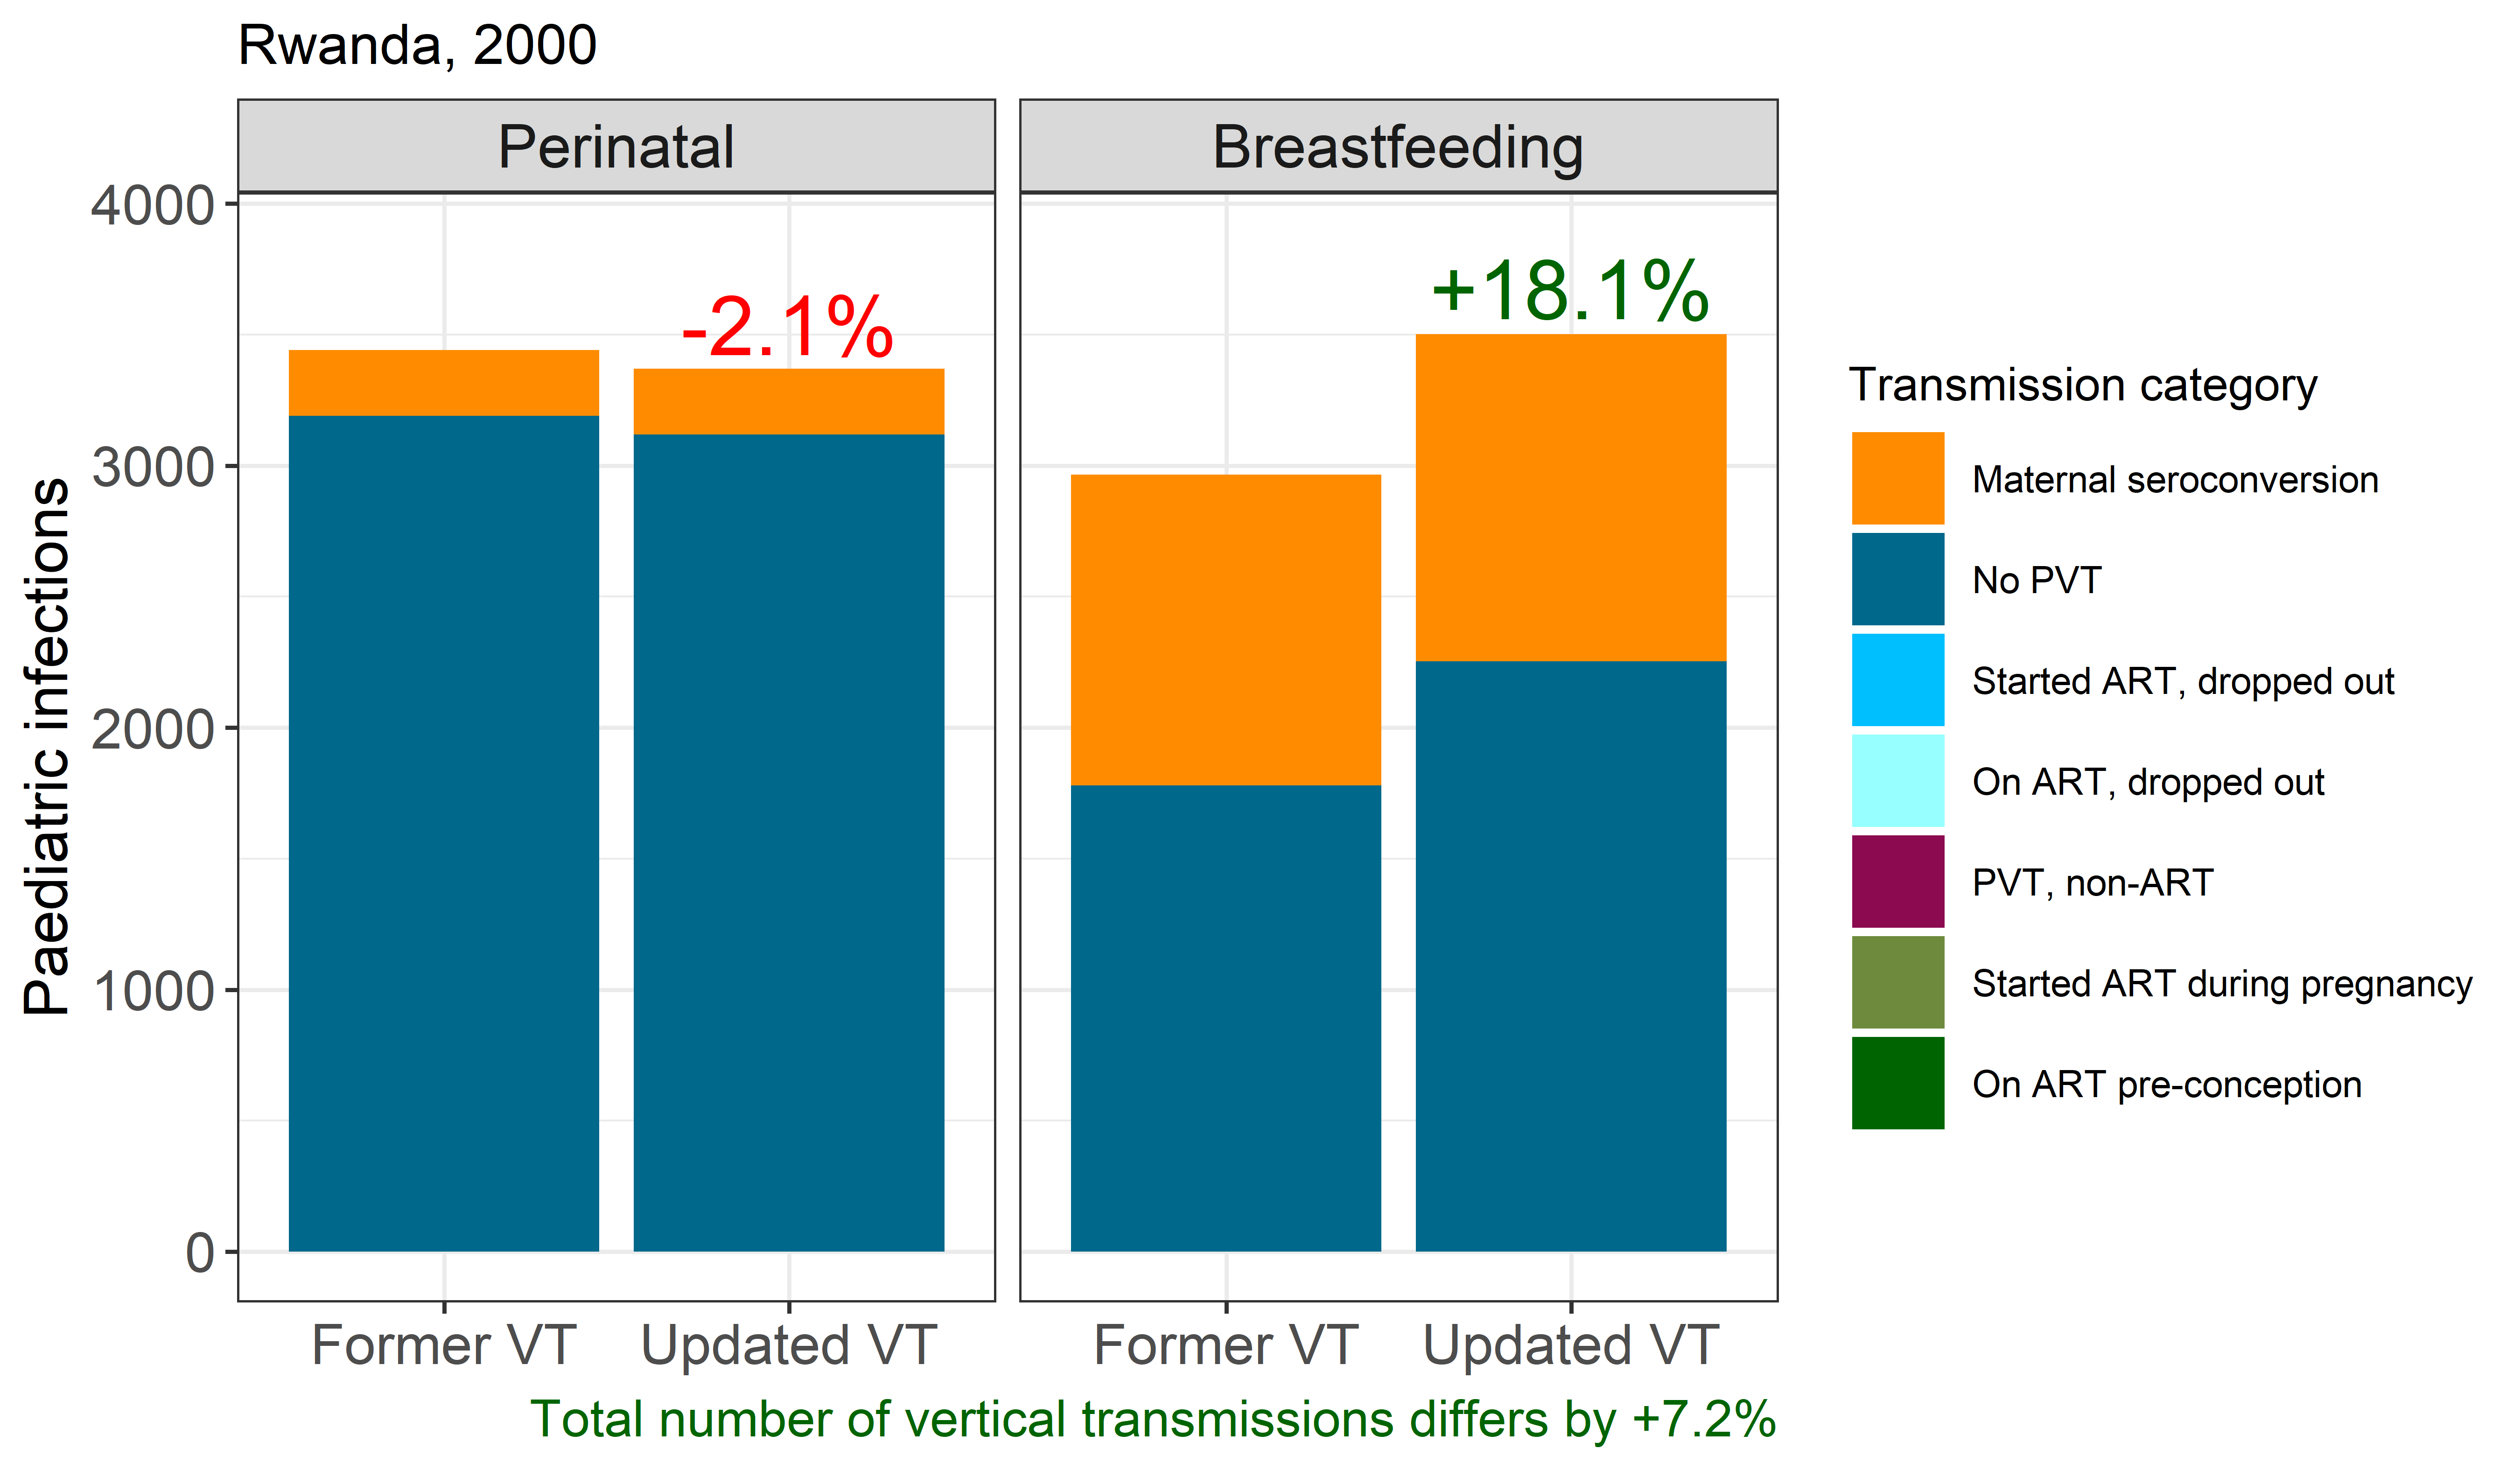 Rwanda, 2000
Perinatal
Breastfeeding
Paediatric infections
4000
3000
2000
1000
0
-2.1%
+18.1%
Former VT
Updated VT
Former VT
Updated VT
Total number of vertical transmissions differs by +7.2%
Transmission category
Maternal seroconversion
No PVT
Started ART, dropped out
On ART, dropped out
PVT, non-ART
Started ART during pregnancy
On ART pre-conception